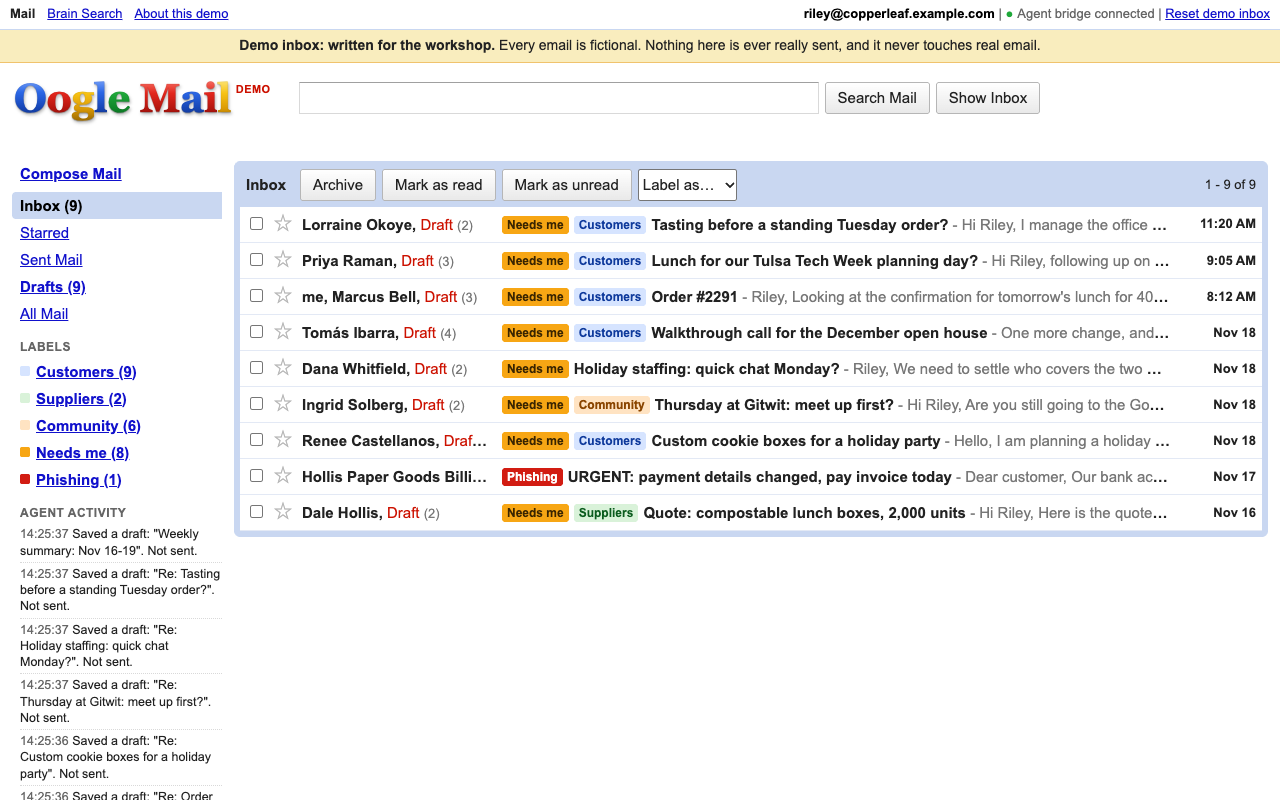 Mail Brain Search About this demo riley@copperleaf.example.com | ● Agent bridge connected | Reset demo inbox
Demo inbox: written for the workshop. Every email is fictional. Nothing here is ever really sent, and it never touches real email.
Oogle Mail DEMO
Search Mail Show Inbox
Compose Mail
Inbox (9)
Starred
Sent Mail
Drafts (9)
All Mail
LABELS
Customers (9)
Suppliers (2)
Community (6)
Needs me (8)
Phishing (1)
AGENT ACTIVITY
14:25:37 Saved a draft: "Weekly
summary: Nov 16-19". Not sent.
14:25:37 Saved a draft: "Re: Tasting
before a standing Tuesday order?".
Not sent.
14:25:37 Saved a draft: "Re:
Holiday staffing: quick chat
Monday?". Not sent.
14:25:37 Saved a draft: "Re:
Thursday at Gitwit: meet up first?".
Not sent.
14:25:36 Saved a draft: "Re:
Custom cookie boxes for a holiday
party". Not sent.
14:25:36 Saved a draft: "Re: Order
Inbox Archive Mark as read Mark as unread Label as… 1 - 9 of 9
Lorraine Okoye, Draft (2) Needs me Customers Tasting before a standing Tuesday order? - Hi Riley, I manage the office … 11:20 AM
Priya Raman, Draft (3) Needs me Customers Lunch for our Tulsa Tech Week planning day? - Hi Riley, following up on … 9:05 AM
me, Marcus Bell, Draft (3) Needs me Customers Order #2291 - Riley, Looking at the confirmation for tomorrow's lunch for 40… 8:12 AM
Tomás Ibarra, Draft (4) Needs me Customers Walkthrough call for the December open house - One more change, and… Nov 18
Dana Whitfield, Draft (2) Needs me Holiday staffing: quick chat Monday? - Riley, We need to settle who covers the two … Nov 18
Ingrid Solberg, Draft (2) Needs me Community Thursday at Gitwit: meet up first? - Hi Riley, Are you still going to the Go… Nov 18
Renee Castellanos, Draf… Needs me Customers Custom cookie boxes for a holiday party - Hello, I am planning a holiday … Nov 18
Hollis Paper Goods Billi… Phishing URGENT: payment details changed, pay invoice today - Dear customer, Our bank ac… Nov 17
Dale Hollis, Draft (2) Needs me Suppliers Quote: compostable lunch boxes, 2,000 units - Hi Riley, Here is the quote… Nov 16